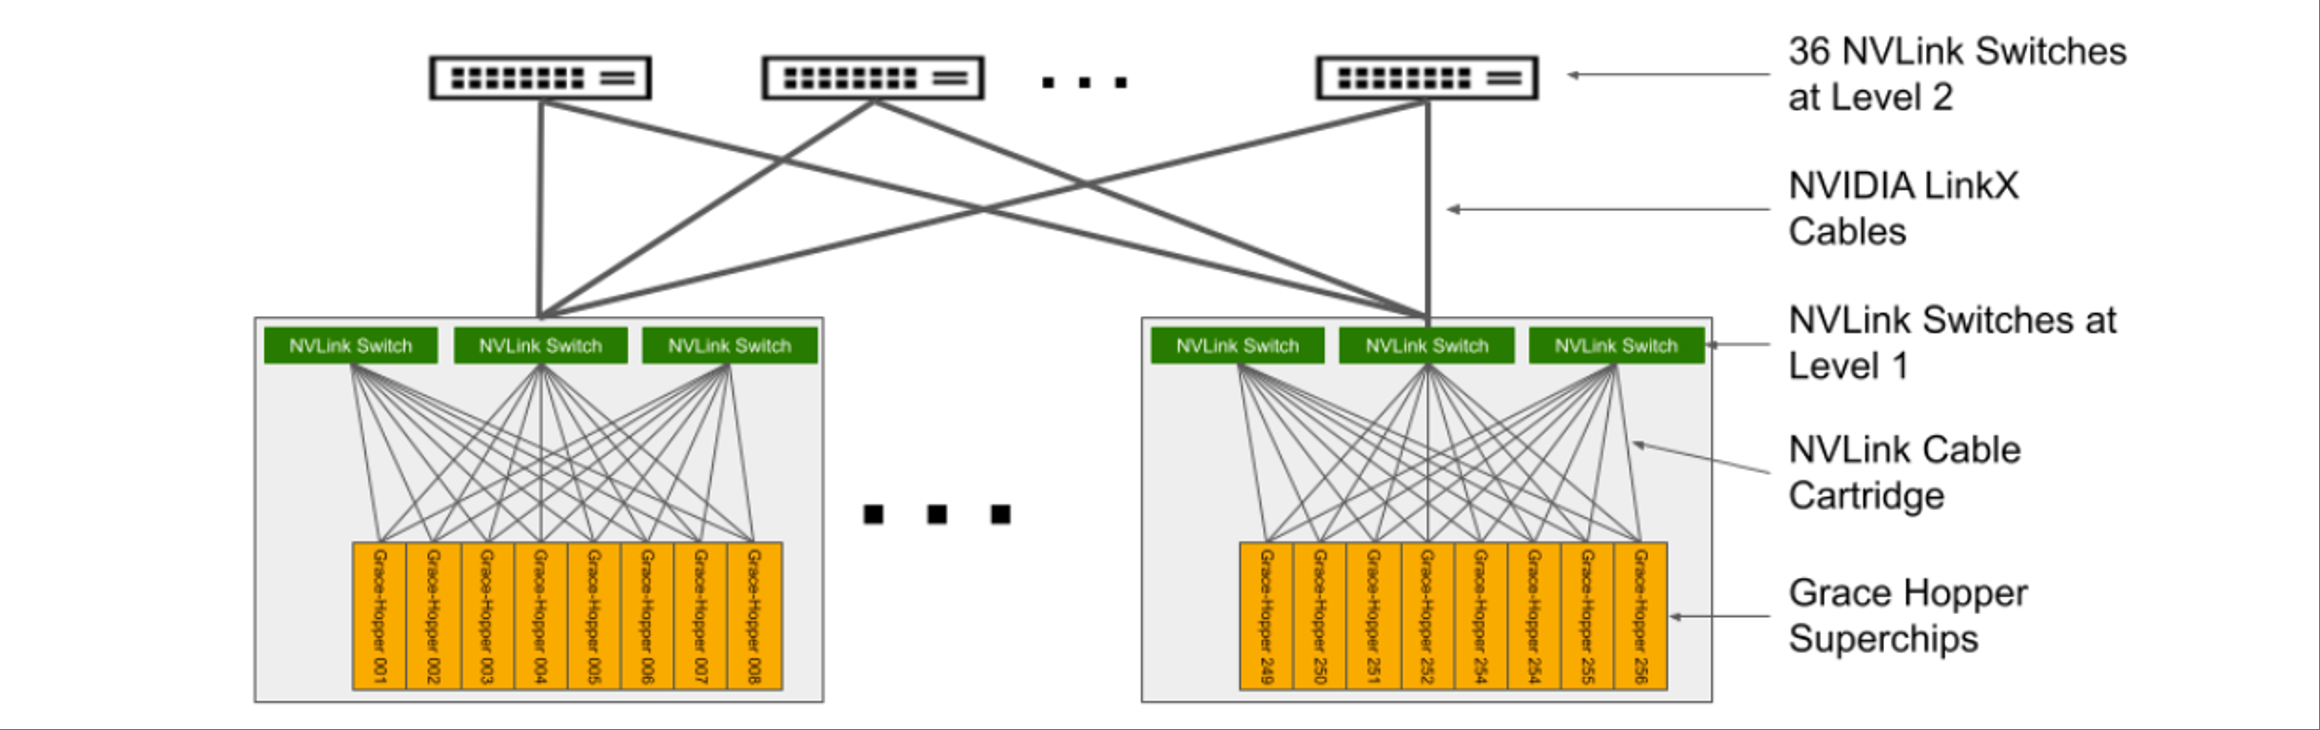 36 NVLink Switches
at Level 2
NVIDIA LinkX
Cables
NVLink Switch
NVLink Switch
NVLink Switch
NVLink Switch
NVLink Switch
NVLink Switch
NVLink Switches at
Level 1
NVLink Cable
Cartridge
Grace-Hopper 001
Grace-Hopper 002
Grace-Hopper 003
Grace-Hopper 004
Grace-Hopper 005
Grace-Hopper 006
Grace-Hopper 007
Grace-Hopper 008
Grace-Hopper 249
Grace-Hopper 250
Grace-Hopper 251
Grace-Hopper 252
Grace-Hopper 254
Grace-Hopper 254
Grace-Hopper 255
Grace-Hopper 256
Grace Hopper
Superchips